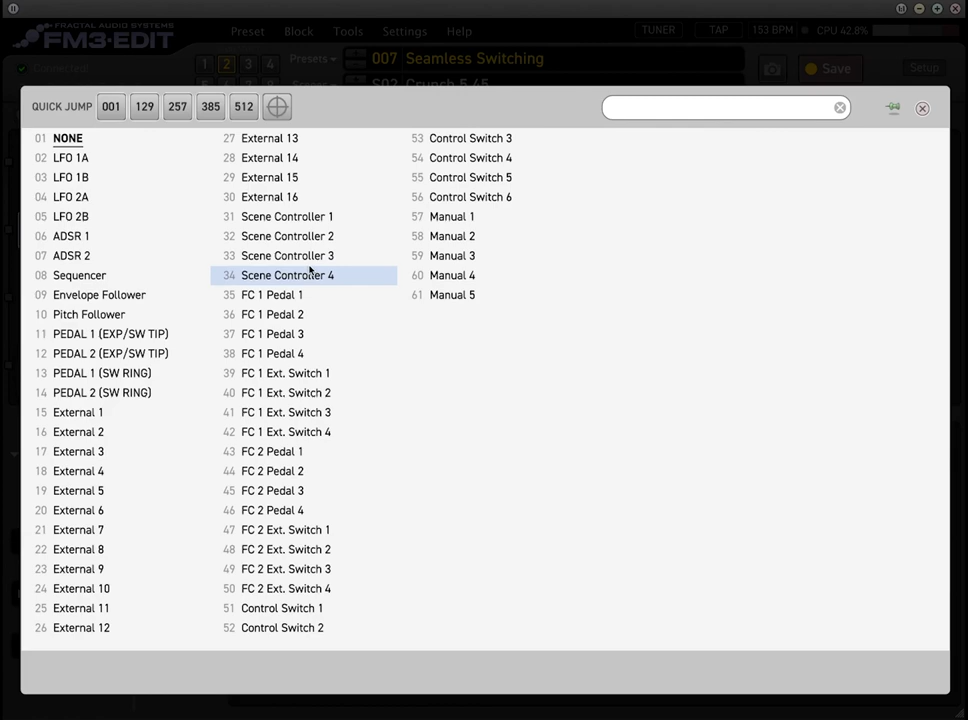 FRACTAL AUDIO SYSTEMS
FM3-EDIT
Preset Block Tools Settings Help
TUNER TAP 153 BPM CPU 42.8%
1 2 3 4 Presets 007 Seamless Switching
Connected!
Save Setup
S02 Crunch 5.45
QUICK JUMP 001 129 257 385 512
01 NONE
02 LFO 1A
03 LFO 1B
04 LFO 2A
05 LFO 2B
06 ADSR 1
07 ADSR 2
08 Sequencer
09 Envelope Follower
10 Pitch Follower
11 PEDAL 1 (EXP/SW TIP)
12 PEDAL 2 (EXP/SW TIP)
13 PEDAL 1 (SW RING)
14 PEDAL 2 (SW RING)
15 External 1
16 External 2
17 External 3
18 External 4
19 External 5
20 External 6
21 External 7
22 External 8
23 External 9
24 External 10
25 External 11
26 External 12
27 External 13
28 External 14
29 External 15
30 External 16
31 Scene Controller 1
32 Scene Controller 2
33 Scene Controller 3
34 Scene Controller 4
35 FC 1 Pedal 1
36 FC 1 Pedal 2
37 FC 1 Pedal 3
38 FC 1 Pedal 4
39 FC 1 Ext. Switch 1
40 FC 1 Ext. Switch 2
41 FC 1 Ext. Switch 3
42 FC 1 Ext. Switch 4
43 FC 2 Pedal 1
44 FC 2 Pedal 2
45 FC 2 Pedal 3
46 FC 2 Pedal 4
47 FC 2 Ext. Switch 1
48 FC 2 Ext. Switch 2
49 FC 2 Ext. Switch 3
50 FC 2 Ext. Switch 4
51 Control Switch 1
52 Control Switch 2
53 Control Switch 3
54 Control Switch 4
55 Control Switch 5
56 Control Switch 6
57 Manual 1
58 Manual 2
59 Manual 3
60 Manual 4
61 Manual 5